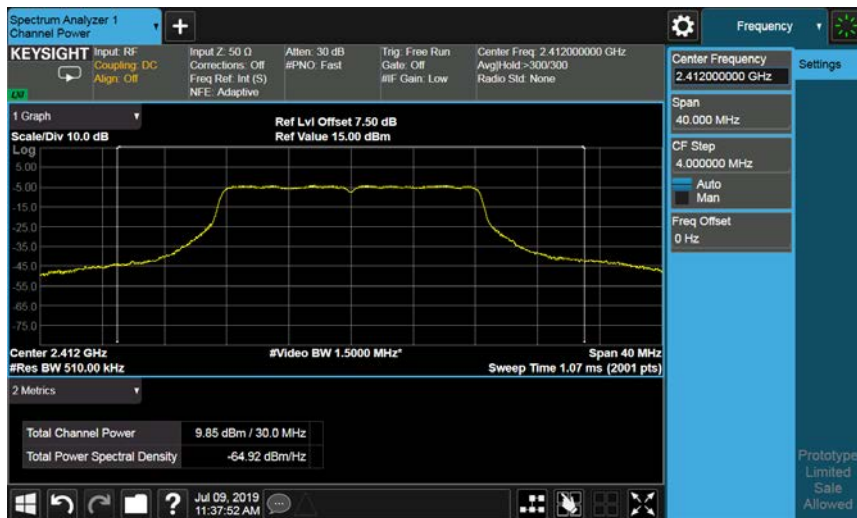 Spectrum Analyzer 1
Channel Power
+
Frequency
KEYSIGHT
Input: RF
Coupling: DC
Align: Off
Input Z: 50 Ω
Corrections: Off
Freq Ref: Int (S)
NFE: Adaptive
Atten: 30 dB
#PNO: Fast
Trig: Free Run
Gate: Off
#IF Gain: Low
Center Freq: 2.412000000 GHz
Avg|Hold:>300/300
Radio Std: None
Center Frequency
2.412000000 GHz
Settings
Span
40.000 MHz
CF Step
4.000000 MHz
Auto
Man
Freq Offset
0 Hz
1 Graph
Scale/Div 10.0 dB
Ref Lvl Offset 7.50 dB
Ref Value 15.00 dBm
Log
5.00
-5.00
-15.0
-25.0
-35.0
-45.0
-55.0
-65.0
-75.0
Center 2.412 GHz
#Video BW 1.5000 MHz*
Span 40 MHz
#Res BW 510.00 kHz
Sweep Time 1.07 ms (2001 pts)
2 Metrics
Total Channel Power 9.85 dBm / 30.0 MHz
Total Power Spectral Density -64.92 dBm/Hz
Prototype
Limited
Sale
Allowed
?
Jul 09, 2019
11:37:52 AM